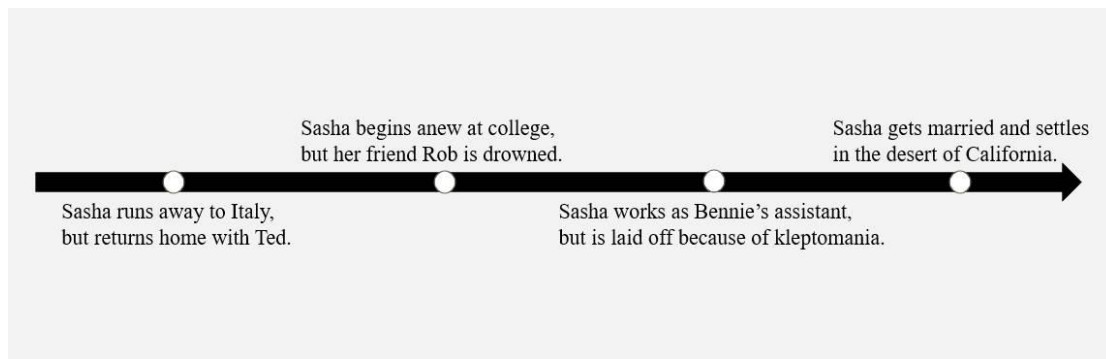 Sasha runs away to Italy,
but returns home with Ted.
Sasha begins anew at college,
but her friend Rob is drowned.
Sasha works as Bennie’s assistant,
but is laid off because of kleptomania.
Sasha gets married and settles
in the desert of California.